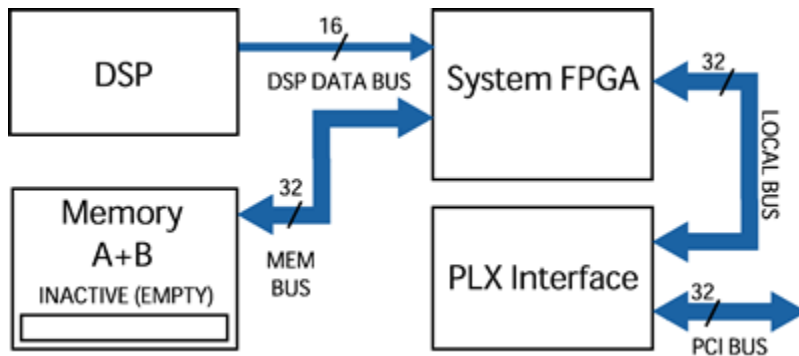 DSP
16
DSP DATA BUS
System FPGA
32
LOCAL BUS
Memory
A+B
INACTIVE (EMPTY)
32
MEM
BUS
PLX Interface
32
PCI BUS